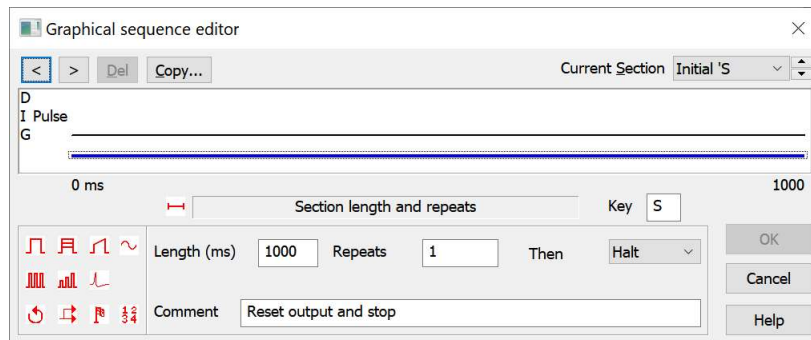 Graphical sequence editor
< > Del Copy... Current Section Initial 'S
D
I Pulse
G
0 ms 1000
Section length and repeats Key S
Length (ms) 1000 Repeats 1 Then Halt
OK
Cancel
Comment Reset output and stop
Help